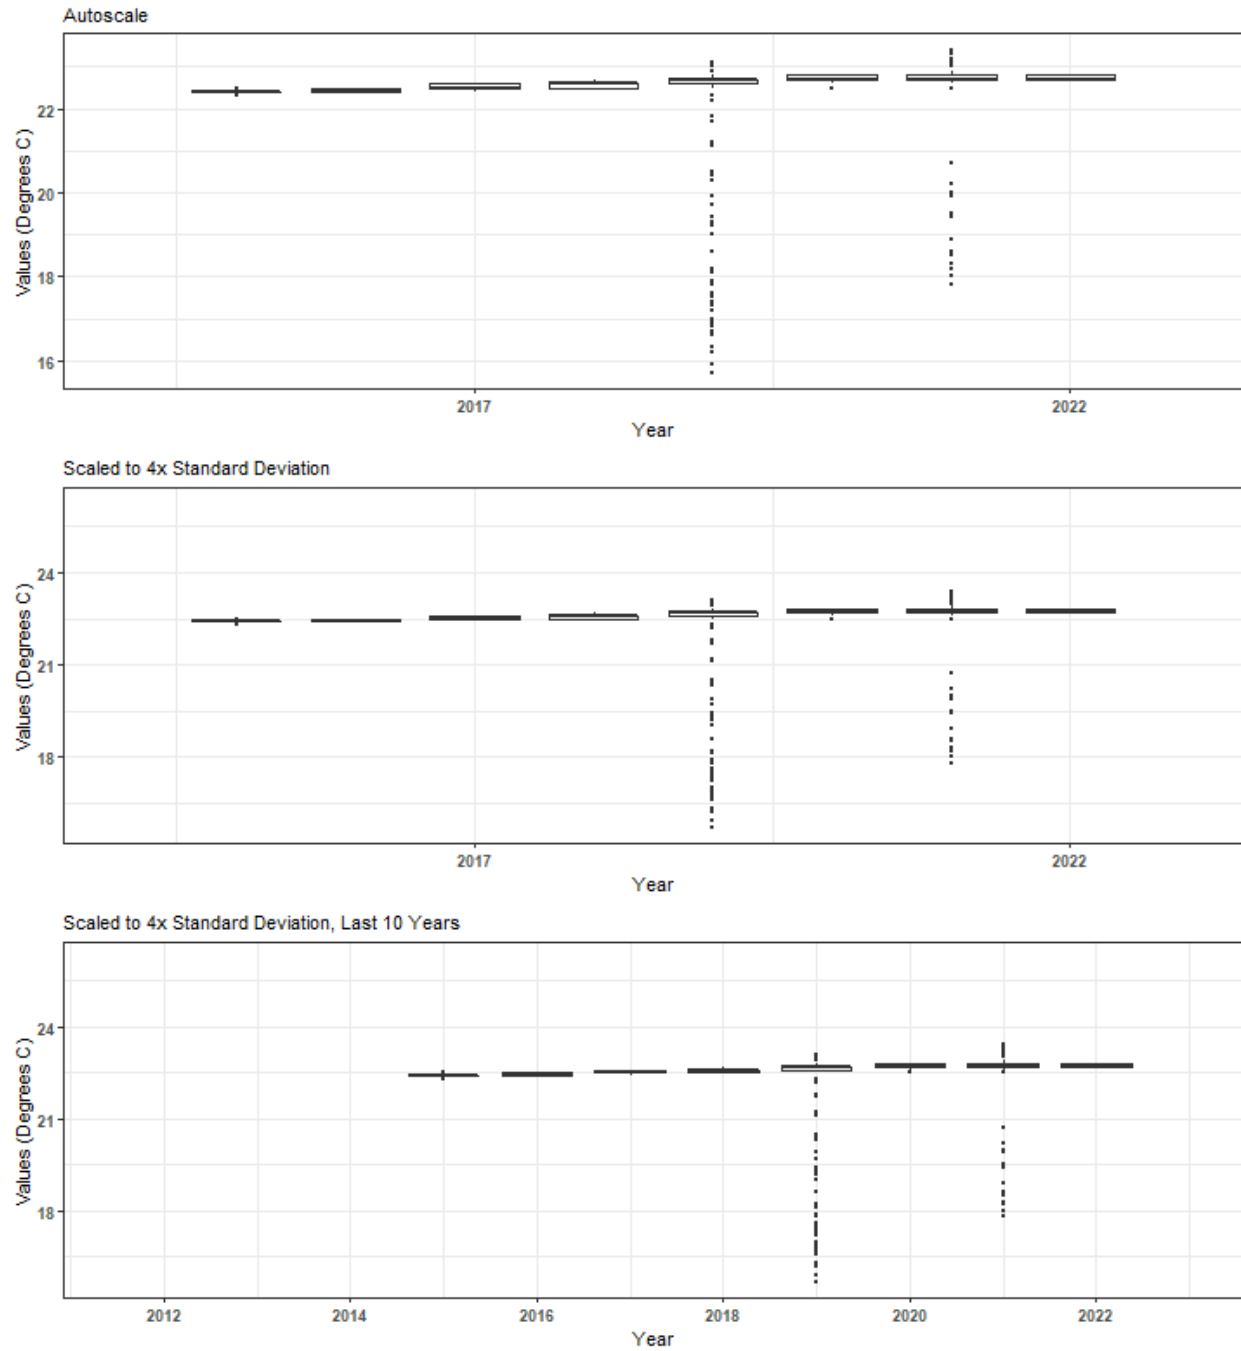 Autoscale
Values (Degrees C)
22
20
18
16
2017
2022
Year
Scaled to 4x Standard Deviation
Values (Degrees C)
24
21
18
2017
2022
Year
Scaled to 4x Standard Deviation, Last 10 Years
Values (Degrees C)
24
21
18
2012
2014
2016
2018
2020
2022
Year